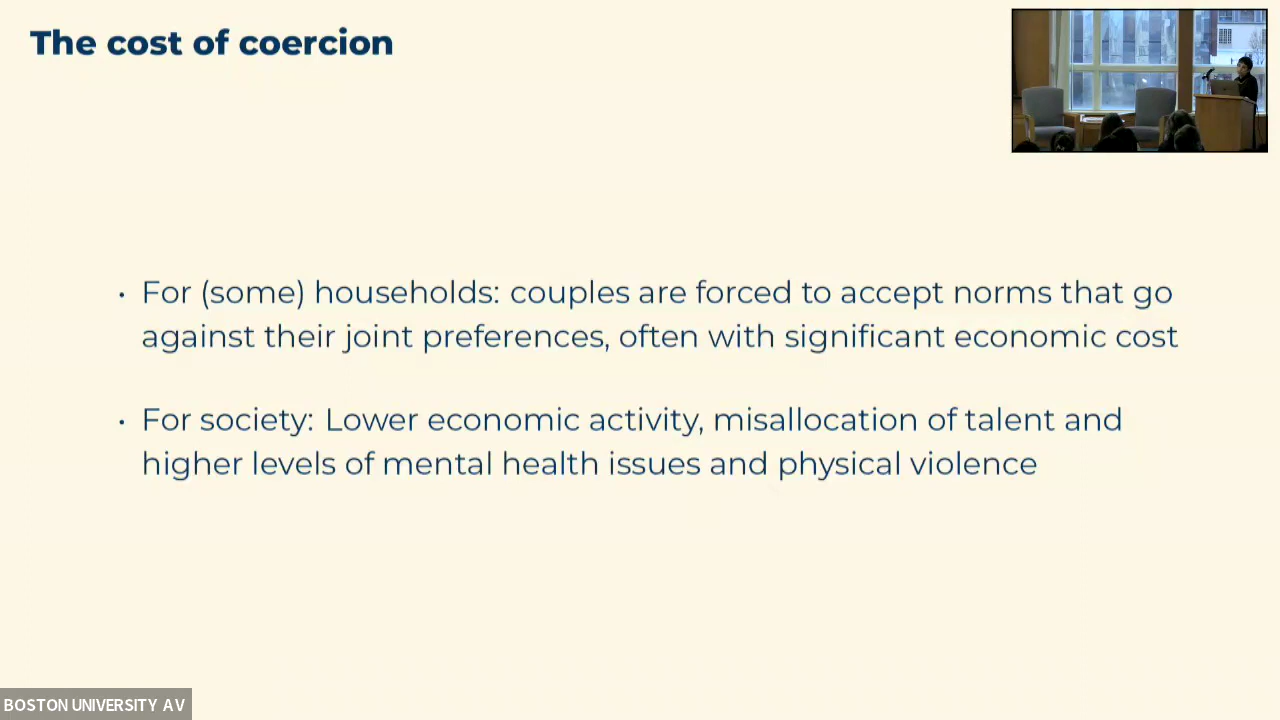 The cost of coercion
• For (some) households: couples are forced to accept norms that go
against their joint preferences, often with significant economic cost
• For society: Lower economic activity, misallocation of talent and
higher levels of mental health issues and physical violence
BOSTON UNIVERSITY AV